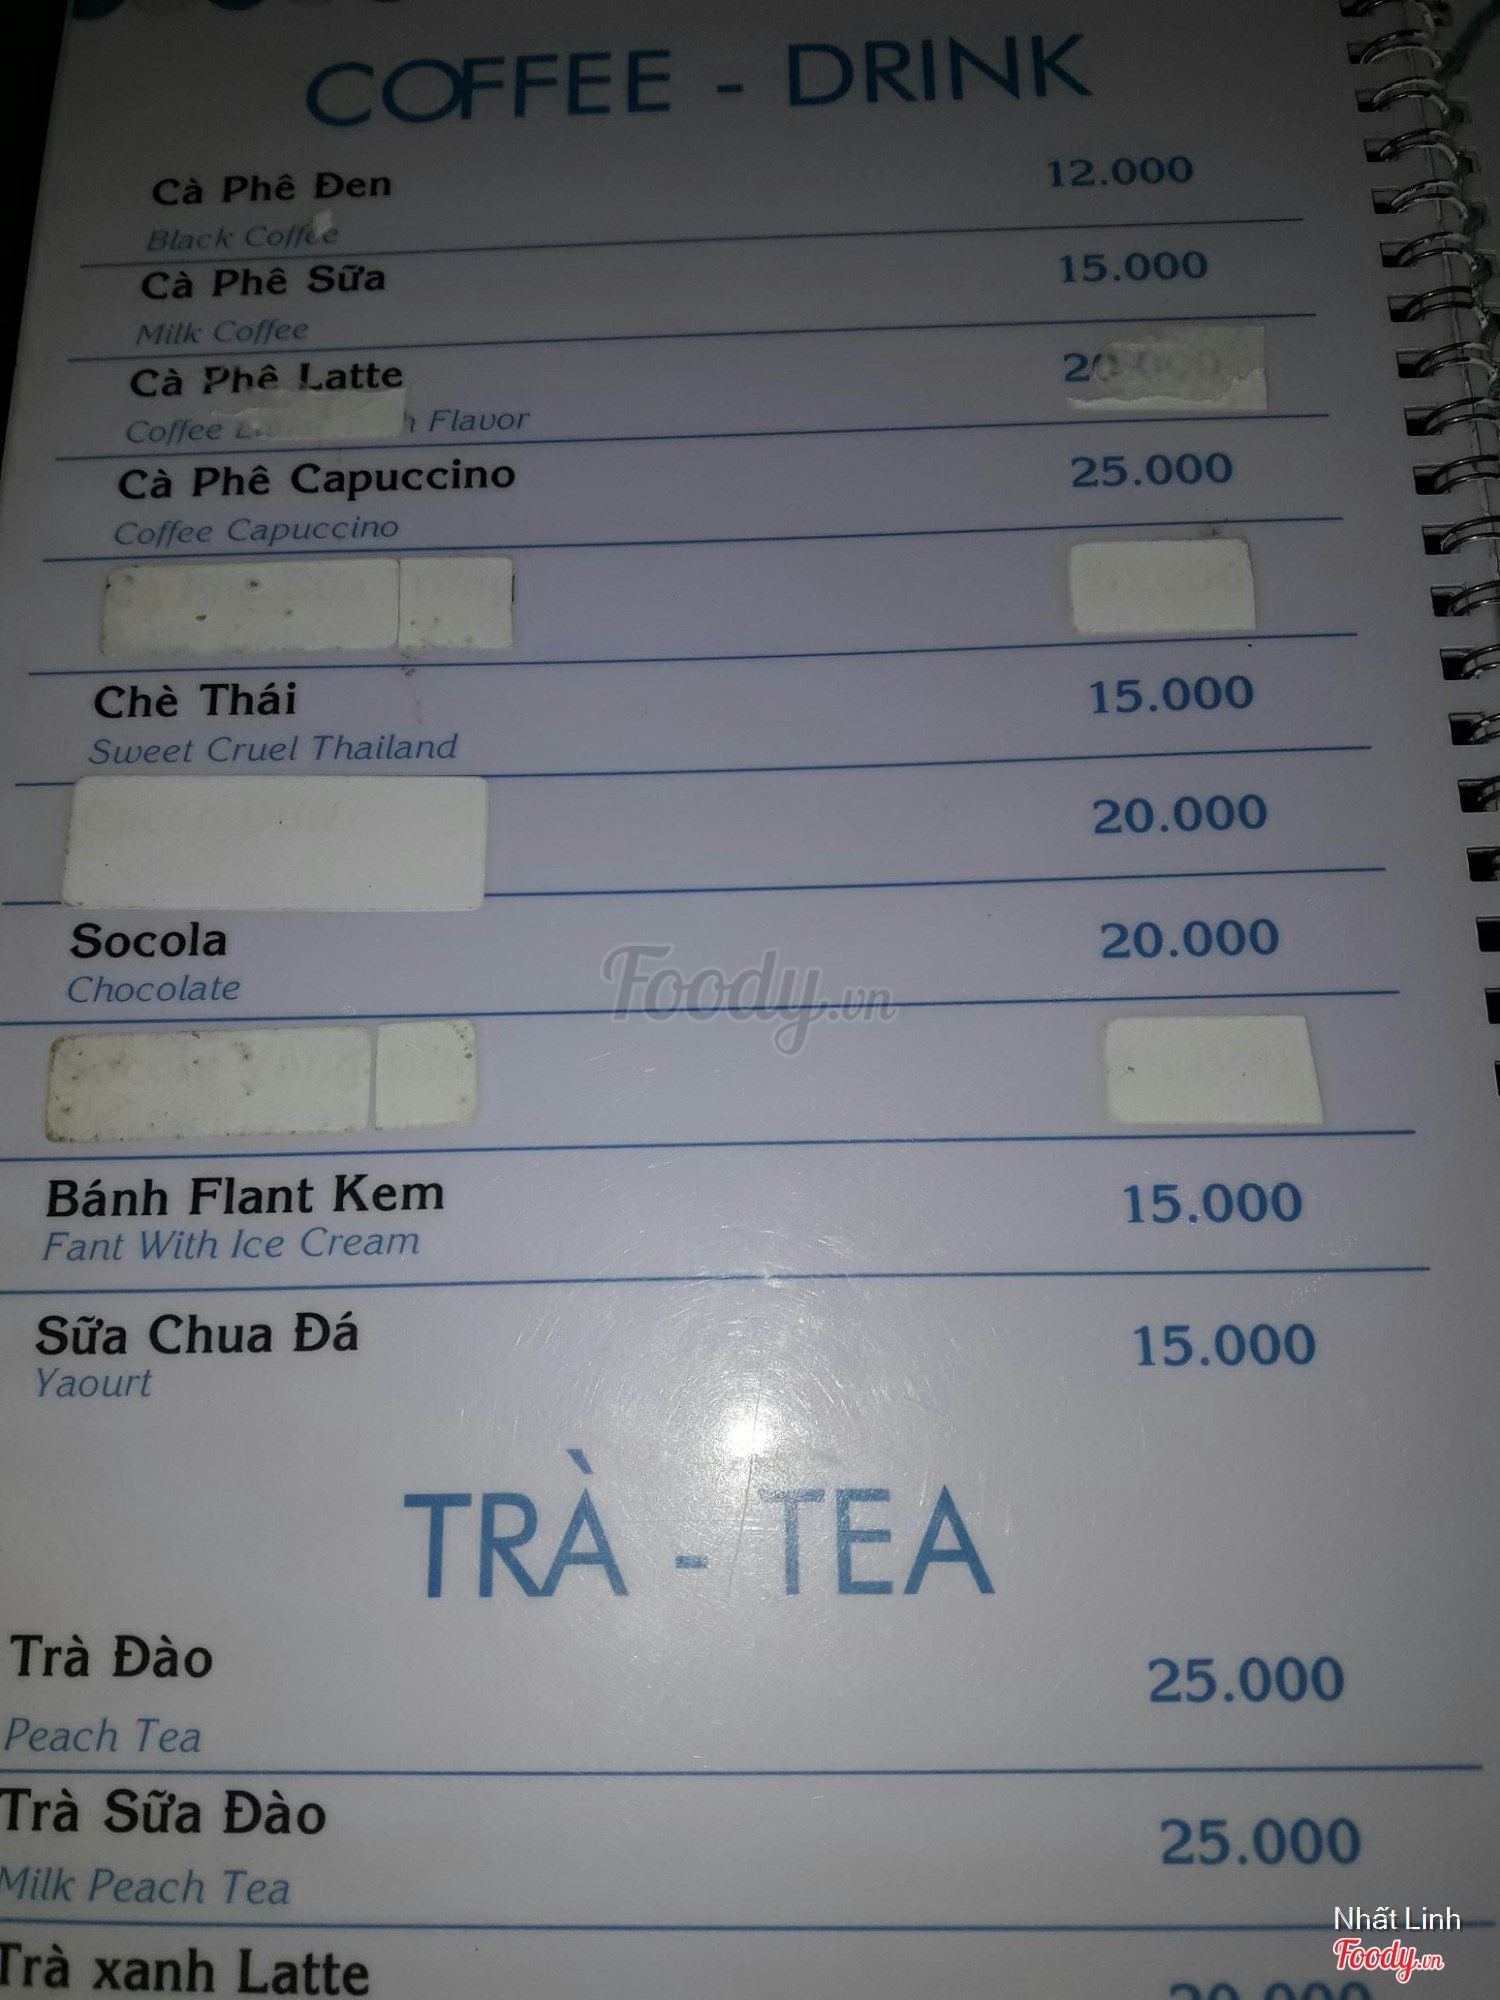 COFFEE - DRINK
Cà Phê Đen 12.000
Black Coffee
Cà Phê Sữa 15.000
Milk Coffee
Cà Phê Latte
Coffee Flavor
Cà Phê Capuccino 25.000
Coffee Capuccino
Chè Thái 15.000
Sweet Cruel Thailand
20.000
Socola 20.000
Chocolate
Foody.vn
Bánh Flant Kem 15.000
Fant With Ice Cream
Sữa Chua Đá 15.000
Yaourt
TRÀ - TEA
Trà Đào 25.000
Peach Tea
Trà Sữa Đào 25.000
Milk Peach Tea
Trà xanh Latte
Nhất Linh
Foody.vn